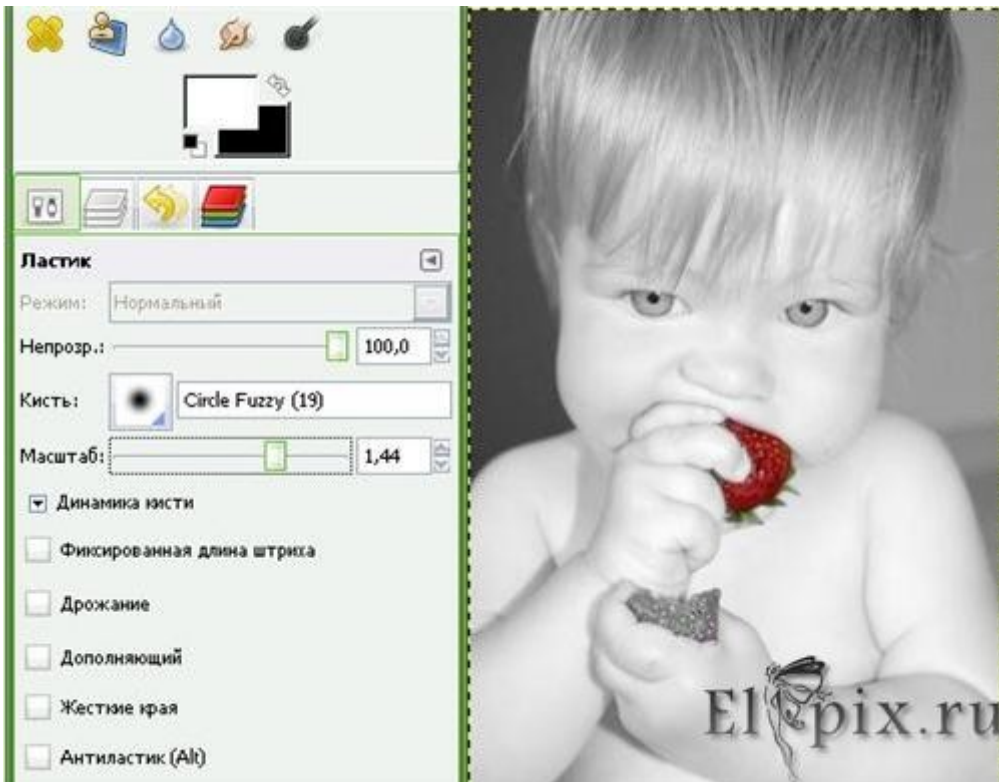 Ластик
Режим: Нормальный
Непрозр.: 100,0
Кисть: Circle Fuzzy (19)
Масштаб: 1,44
Динамика кисти
Фиксированная длина штриха
Дрожание
Дополняющий
Жесткие края
Антиластик (Alt)
Elfpix.ru